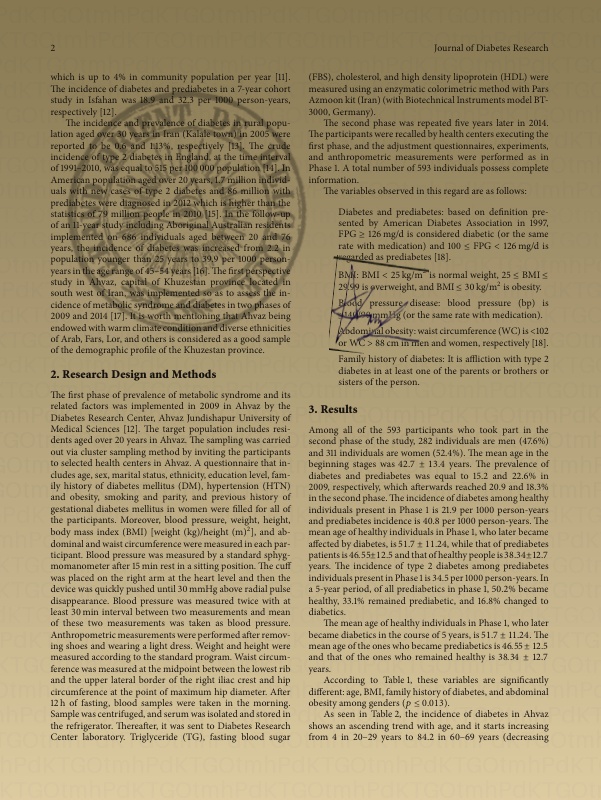 2
Journal of Diabetes Research
which is up to 4% in community population per year [11].
The incidence of diabetes and prediabetes in a 7-year cohort
study in Isfahan was 18.9 and 32.3 per 1000 person-years,
respectively [12].
The incidence and prevalence of diabetes in rural popu-
lation aged over 30 years in Iran (Kalale town) in 2005 were
reported to be 0.6 and 1.13%, respectively [13]. The crude
incidence of type 2 diabetes in England, at the time interval
of 1991–2010, was equal to 515 per 100 000 population [14]. In
American population aged over 20 years, 1.7 million individ-
uals with new cases of type 2 diabetes and 86 million with
prediabetes were diagnosed in 2012 which is higher than the
statistics of 79 million people in 2010 [15]. In the follow-up
of an 11-year study including Aboriginal Australian residents
implemented on 686 individuals aged between 20 and 76
years, the incidence of diabetes was increased from 2.2 in
population younger than 25 years to 39.9 per 1000 person-
years in the age range of 45–54 years [16]. The first perspective
study in Ahvaz, capital of Khuzestan province located in
south west of Iran, was implemented so as to assess the in-
cidence of metabolic syndrome and diabetes in two phases of
2009 and 2014 [17]. It is worth mentioning that Ahvaz being
endowed with warm climate condition and diverse ethnicities
of Arab, Fars, Lor, and others is considered as a good sample
of the demographic profile of the Khuzestan province.
2. Research Design and Methods
The first phase of prevalence of metabolic syndrome and its
related factors was implemented in 2009 in Ahvaz by the
Diabetes Research Center, Ahvaz Jundishapur University of
Medical Sciences [12]. The target population includes resi-
dents aged over 20 years in Ahvaz. The sampling was carried
out via cluster sampling method by inviting the participants
to selected health centers in Ahvaz. A questionnaire that in-
cludes age, sex, marital status, ethnicity, education level, fam-
ily history of diabetes mellitus (DM), hypertension (HTN)
and obesity, smoking and parity, and previous history of
gestational diabetes mellitus in women were filled for all of
the participants. Moreover, blood pressure, weight, height,
body mass index (BMI) [weight (kg)/height (m)²], and ab-
dominal and waist circumference were measured in each par-
ticipant. Blood pressure was measured by a standard sphyg-
momanometer after 15 min rest in a sitting position. The cuff
was placed on the right arm at the heart level and then the
device was quickly pushed until 30 mmHg above radial pulse
disappearance. Blood pressure was measured twice with at
least 30 min interval between two measurements and mean
of these two measurements was taken as blood pressure.
Anthropometric measurements were performed after remov-
ing shoes and wearing a light dress. Weight and height were
measured according to the standard program. Waist circum-
ference was measured at the midpoint between the lowest rib
and the upper lateral border of the right iliac crest and hip
circumference at the point of maximum hip diameter. After
12 h of fasting, blood samples were taken in the morning.
Sample was centrifuged, and serum was isolated and stored in
the refrigerator. Thereafter, it was sent to Diabetes Research
Center laboratory. Triglyceride (TG), fasting blood sugar
(FBS), cholesterol, and high density lipoprotein (HDL) were
measured using an enzymatic colorimetric method with Pars
Azmoon kit (Iran) (with Biotechnical Instruments model BT-
3000, Germany).
The second phase was repeated five years later in 2014.
The participants were recalled by health centers executing the
first phase, and the adjustment questionnaires, experiments,
and anthropometric measurements were performed as in
Phase 1. A total number of 593 individuals possess complete
information.
The variables observed in this regard are as follows:
Diabetes and prediabetes: based on definition pre-
sented by American Diabetes Association in 1997,
FPG ≥ 126 mg/d is considered diabetic (or the same
rate with medication) and 100 ≤ FPG < 126 mg/d is
regarded as prediabetes [18].
BMI: BMI < 25 kg/m² is normal weight, 25 ≤ BMI ≤
29.99 is overweight, and BMI ≤ 30 kg/m² is obesity.
Blood pressure disease: blood pressure (bp) is
mmHg (or the same rate with medication).
Abdominal obesity: waist circumference (WC) is <102
or WC > 88 cm in men and women, respectively [18].
Family history of diabetes: It is affliction with type 2
diabetes in at least one of the parents or brothers or
sisters of the person.
3. Results
Among all of the 593 participants who took part in the
second phase of the study, 282 individuals are men (47.6%)
and 311 individuals are women (52.4%). The mean age in the
beginning stages was 42.7 ± 13.4 years. The prevalence of
diabetes and prediabetes was equal to 15.2 and 22.6% in
2009, respectively, which afterwards reached 20.9 and 18.3%
in the second phase. The incidence of diabetes among healthy
individuals present in Phase 1 is 21.9 per 1000 person-years
and prediabetes incidence is 40.8 per 1000 person-years. The
mean age of healthy individuals in Phase 1, who later became
affected by diabetes, is 51.7 ± 11.24, while that of prediabetes
patients is 46.55±12.5 and that of healthy people is 38.34±12.7
years. The incidence of type 2 diabetes among prediabetes
individuals present in Phase 1 is 34.5 per 1000 person-years. In
a 5-year period, of all prediabetics in phase 1, 50.2% became
healthy, 33.1% remained prediabetic, and 16.8% changed to
diabetics.
The mean age of healthy individuals in Phase 1, who later
became diabetics in the course of 5 years, is 51.7 ± 11.24. The
mean age of the ones who became prediabetics is 46.55 ± 12.5
and that of the ones who remained healthy is 38.34 ± 12.7
years.
According to Table 1, these variables are significantly
different: age, BMI, family history of diabetes, and abdominal
obesity among genders (p ≤ 0.013).
As seen in Table 2, the incidence of diabetes in Ahvaz
shows an ascending trend with age, and it starts increasing
from 4 in 20–29 years to 84.2 in 60–69 years (decreasing